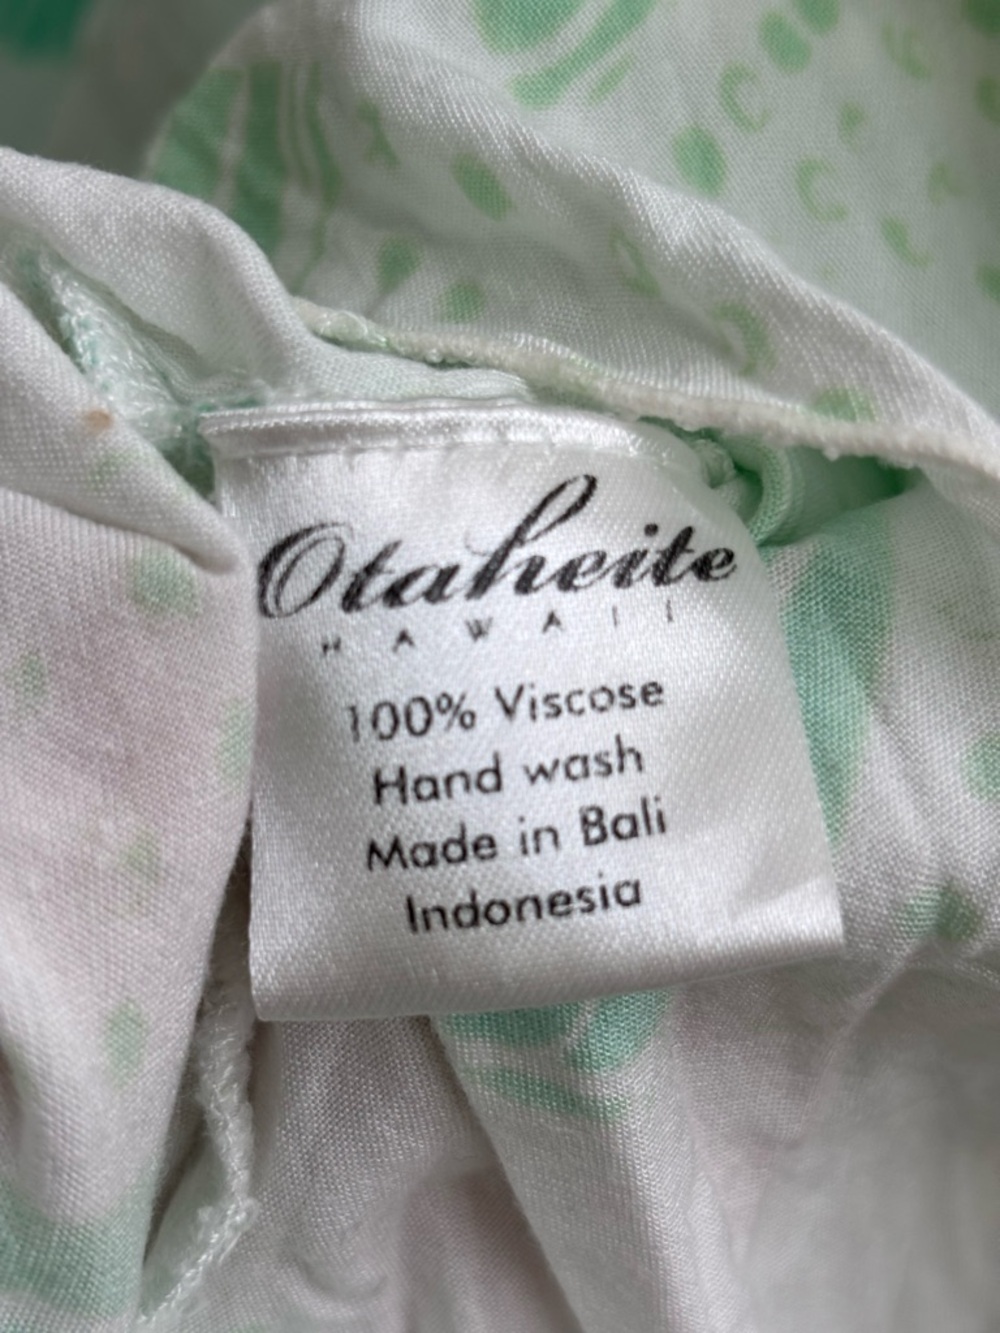 Otaheite
HAWAII
100% Viscose
Hand wash
Made in Bali
Indonesia